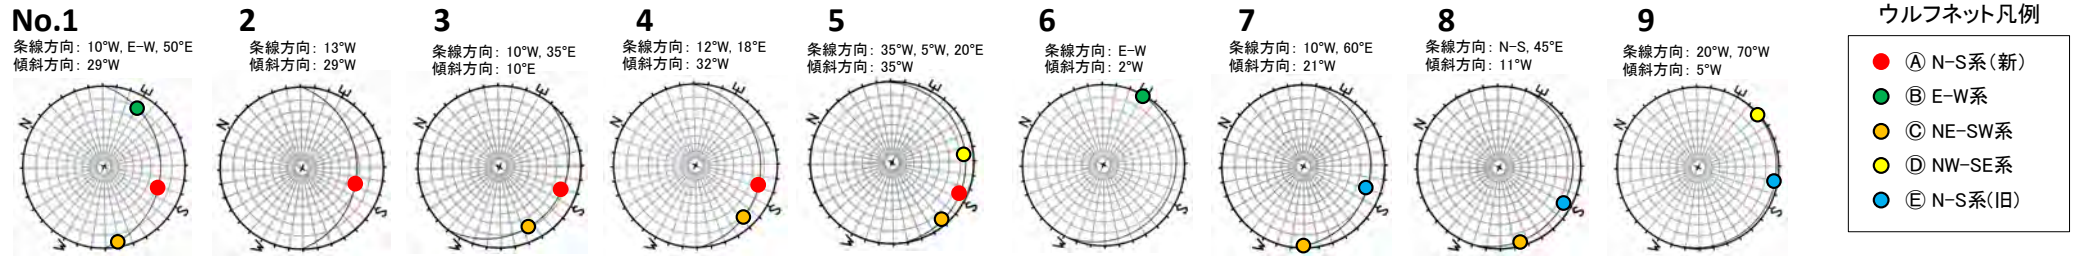 No.1
条線方向： 10°W, E-W, 50°E
傾斜方向： 29°W
N
E
S
W
2
条線方向： 13°W
傾斜方向： 29°W
N
E
S
W
3
条線方向： 10°W, 35°E
傾斜方向： 10°E
N
E
S
W
4
条線方向： 12°W, 18°E
傾斜方向： 32°W
N
E
S
W
5
条線方向： 35°W, 5°W, 20°E
傾斜方向： 35°W
N
E
S
W
6
条線方向： E-W
傾斜方向： 2°W
N
E
S
W
7
条線方向： 10°W, 60°E
傾斜方向： 21°W
N
E
S
W
8
条線方向： N-S, 45°E
傾斜方向： 11°W
N
E
S
W
9
条線方向： 20°W, 70°W
傾斜方向： 5°W
N
E
S
W
ウルフネット凡例
Ⓐ N-S系（新）
Ⓑ E-W系
Ⓒ NE-SW系
Ⓓ NW-SE系
Ⓔ N-S系(旧)